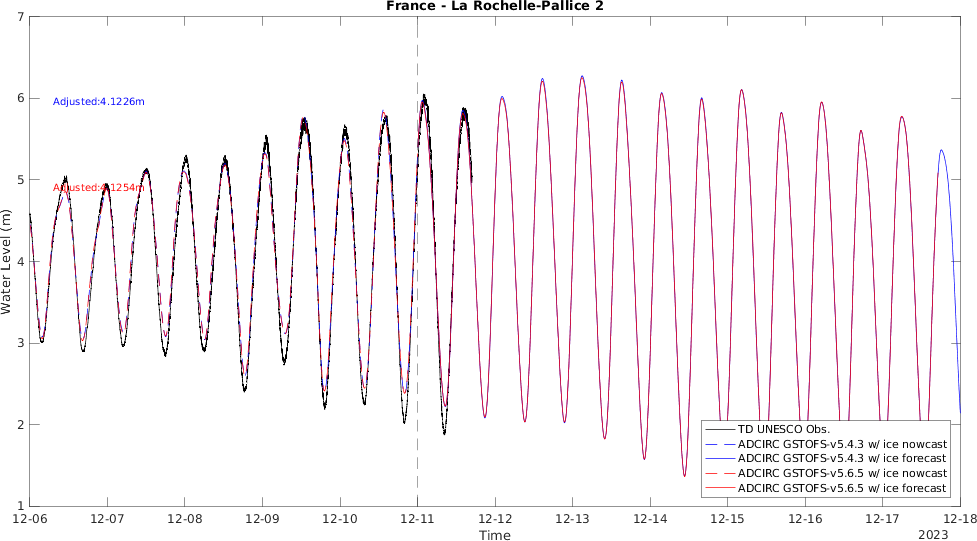 France - La Rochelle-Pallice 2
7
6
5
4
3
2
1
Water Level (m)
Adjusted:4.1226m
Adjusted:4.1254m
TD UNESCO Obs.
ADCIRC GSTOFS-v5.4.3 w/ ice nowcast
ADCIRC GSTOFS-v5.4.3 w/ ice forecast
ADCIRC GSTOFS-v5.6.5 w/ ice nowcast
ADCIRC GSTOFS-v5.6.5 w/ ice forecast
12-06 12-07 12-08 12-09 12-10 12-11 12-12 12-13 12-14 12-15 12-16 12-17 12-18
Time
2023